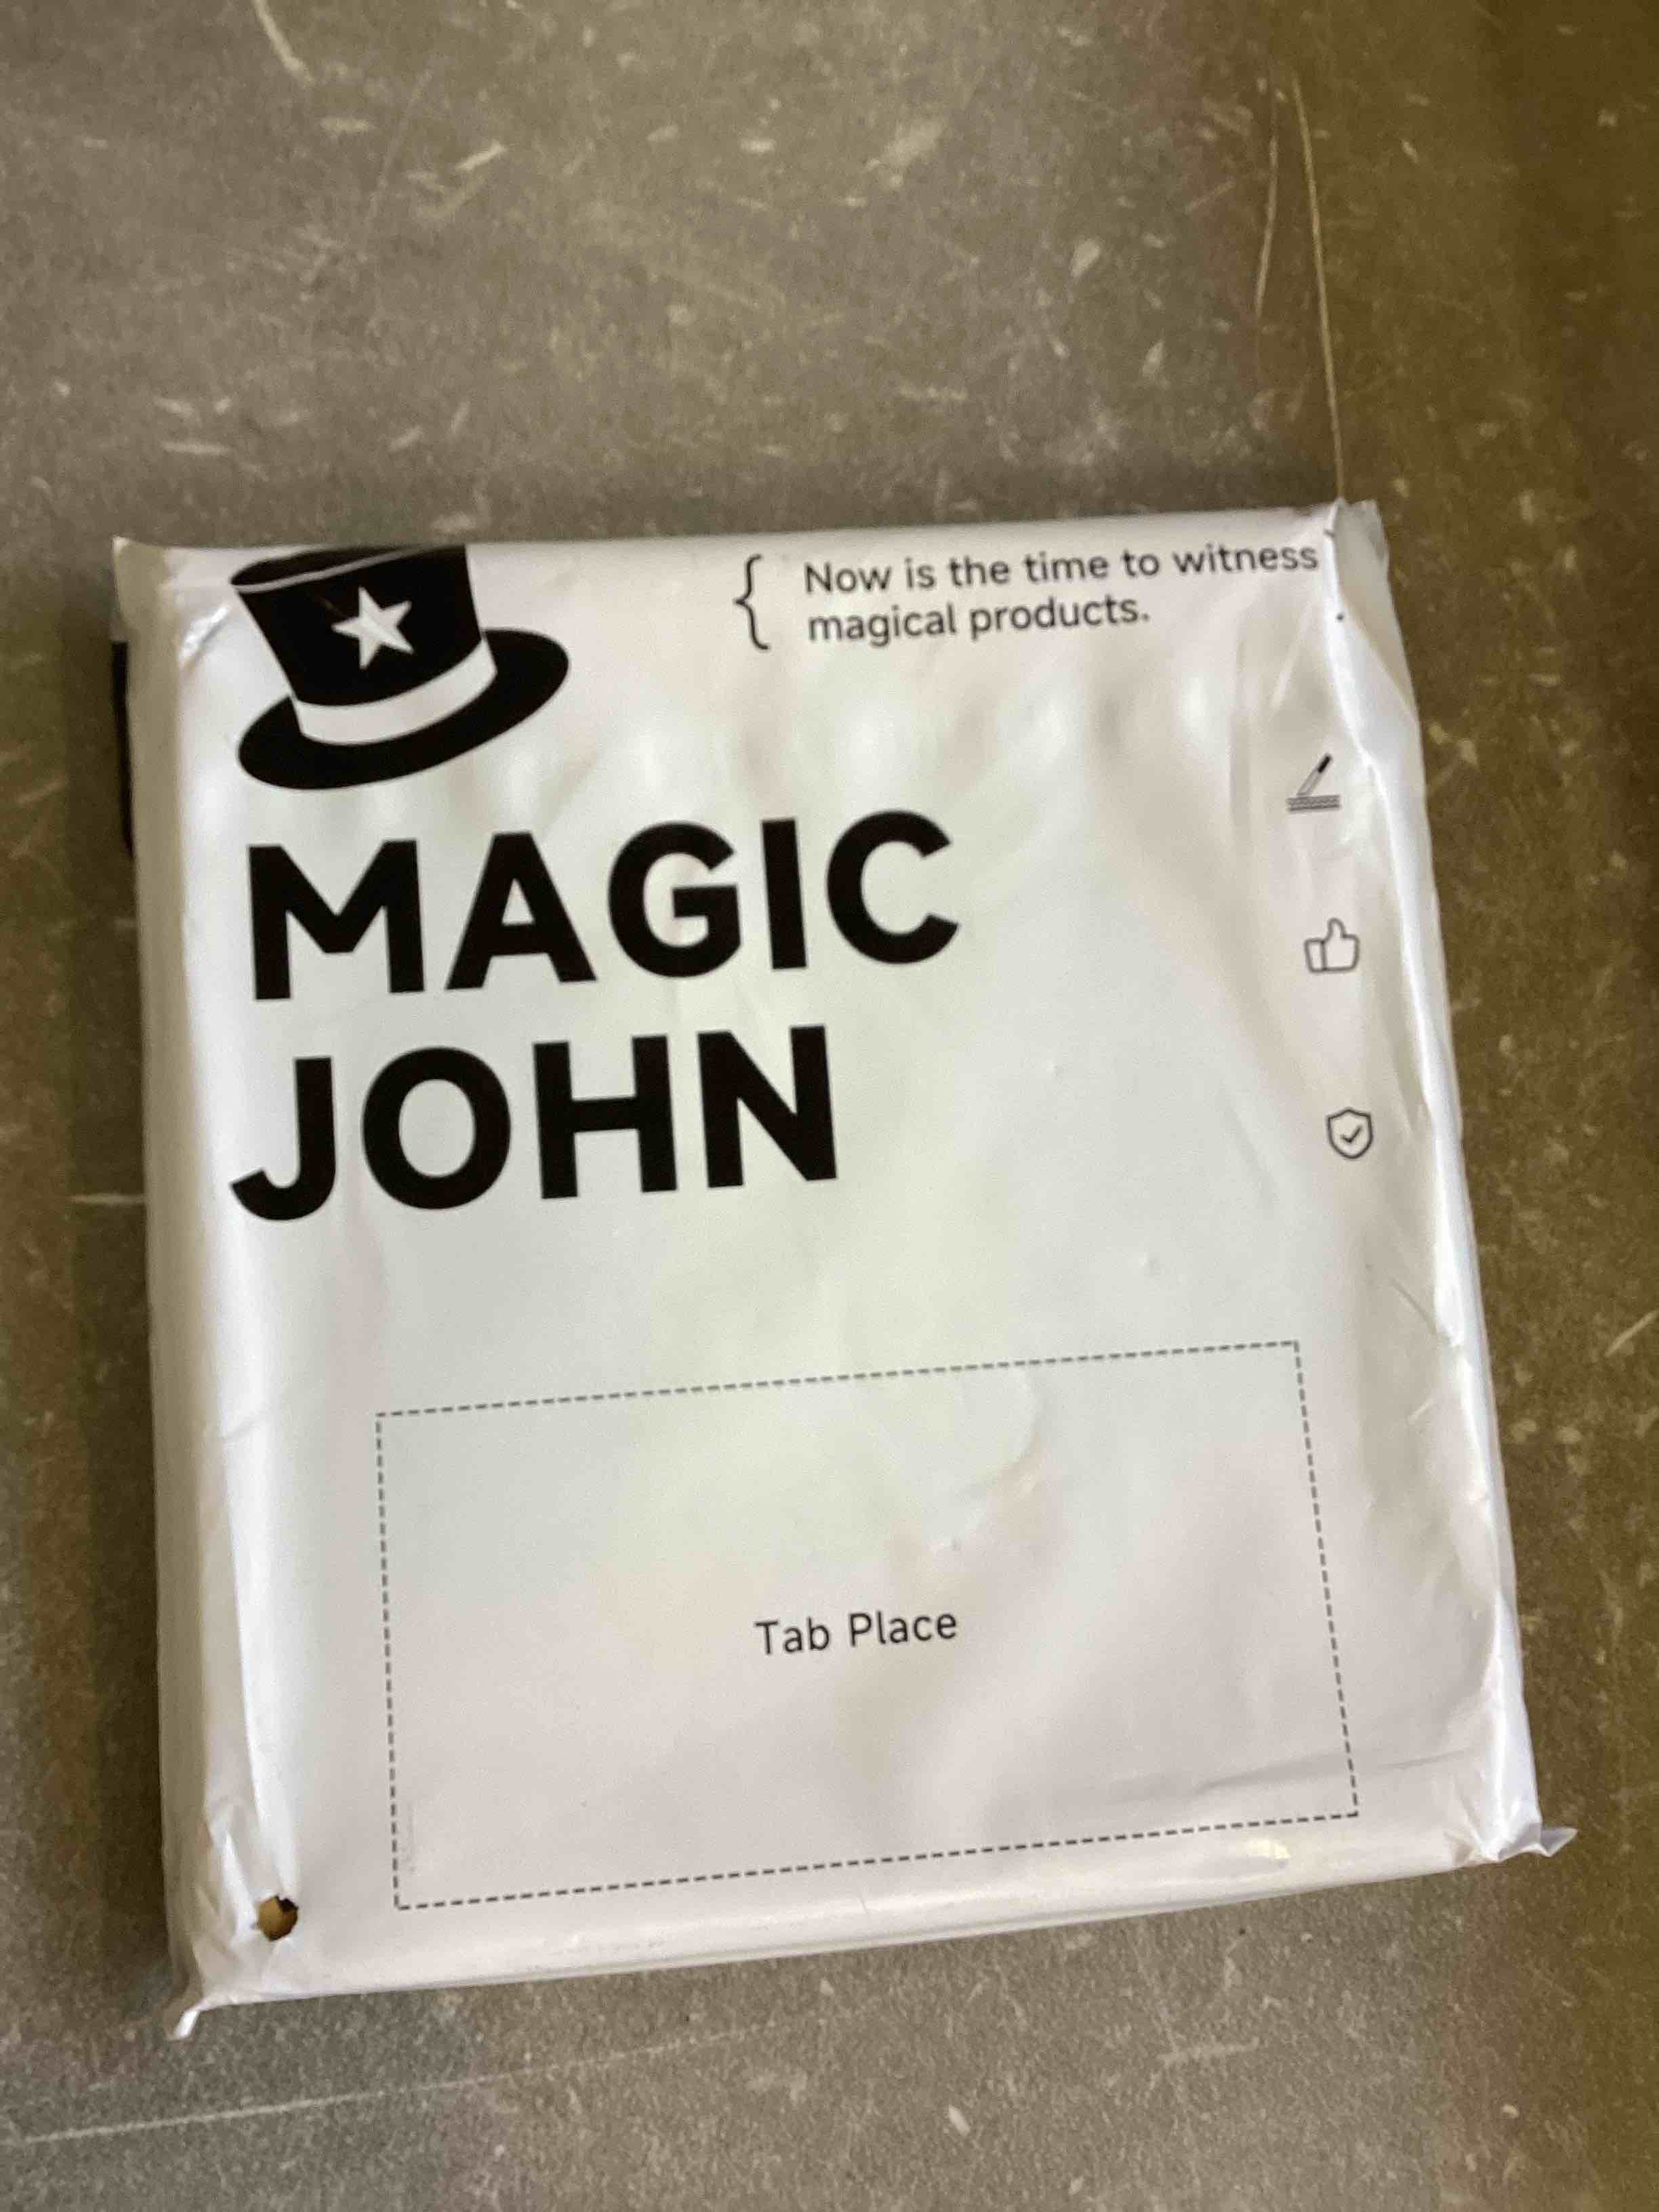 { Now is the time to witness
magical products.
MAGIC
JOHN
Tab Place